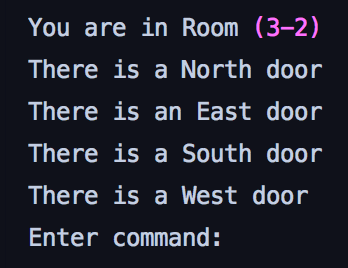 You are in Room (3-2)
There is a North door
There is an East door
There is a South door
There is a West door
Enter command: